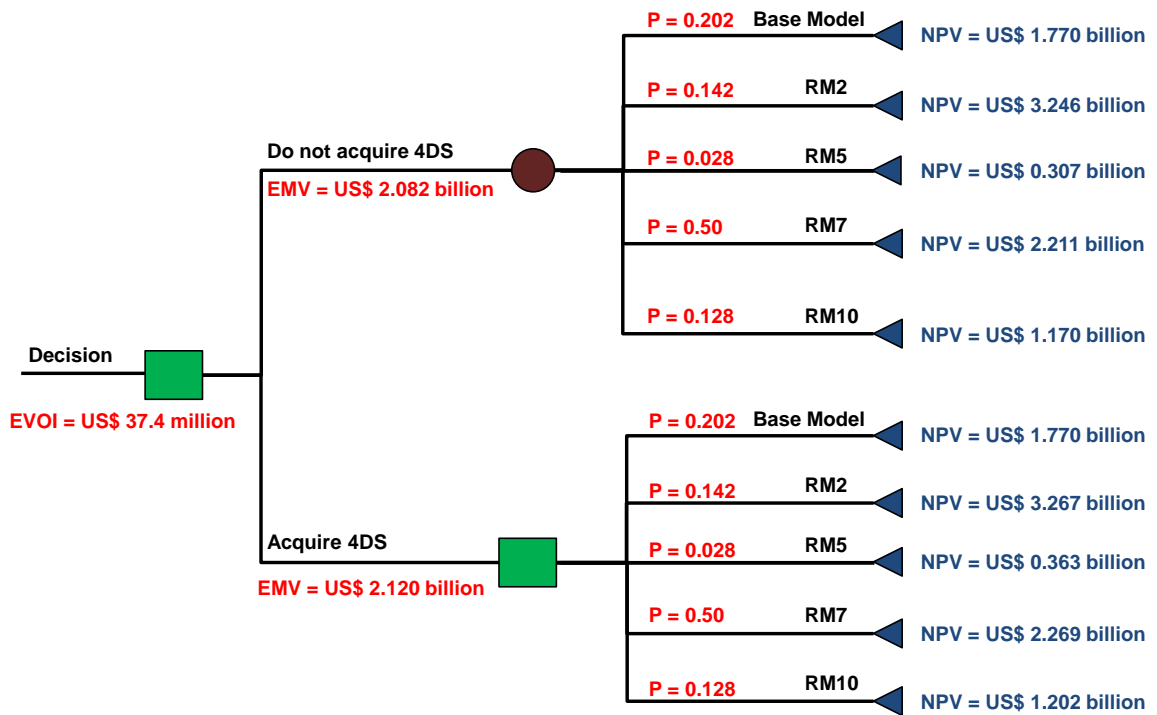 P = 0.202 Base Model NPV = US$ 1.770 billion
P = 0.142 RM2 NPV = US$ 3.246 billion
Do not acquire 4DS
P = 0.028 RM5 NPV = US$ 0.307 billion
EMV = US$ 2.082 billion
P = 0.50 RM7 NPV = US$ 2.211 billion
P = 0.128 RM10 NPV = US$ 1.170 billion
Decision
EVOI = US$ 37.4 million
P = 0.202 Base Model NPV = US$ 1.770 billion
P = 0.142 RM2 NPV = US$ 3.267 billion
Acquire 4DS
P = 0.028 RM5 NPV = US$ 0.363 billion
EMV = US$ 2.120 billion
P = 0.50 RM7 NPV = US$ 2.269 billion
P = 0.128 RM10 NPV = US$ 1.202 billion